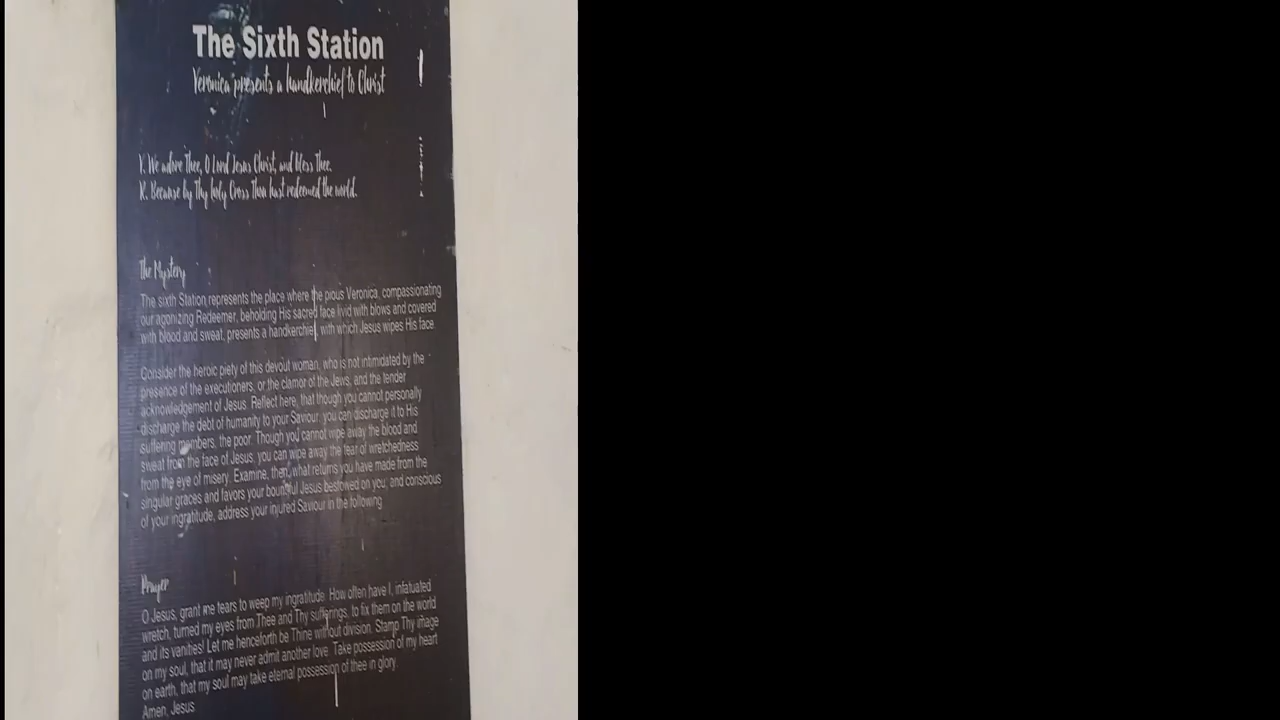 The Sixth Station
Veronica presents a handkerchief to Christ
V. We adore Thee, O Lord Jesus Christ, and bless Thee.
R. Because by Thy holy Cross Thou hast redeemed the world.
The Mystery
The sixth Station represents the place where the pious Veronica, compassionating
our agonizing Redeemer, beholding His sacred face livid with blows and covered
with blood and sweat, presents a handkerchief, with which Jesus wipes His face.
Consider the heroic piety of this devout woman, who is not intimidated by the
presence of the executioners, or the clamor of the Jews, and the tender
acknowledgement of Jesus. Reflect here, that though you cannot personally
discharge the debt of humanity to your Saviour, you can discharge it to His
suffering members, the poor. Though you cannot wipe away the blood and
sweat from the face of Jesus, you can wipe away the tear of wretchedness
from the eye of misery. Examine, then, what returns you have made from the
singular graces and favors your bountiful Jesus bestowed on you; and conscious
of your ingratitude, address your injured Saviour in the following
Prayer
O Jesus, grant me tears to weep my ingratitude. How often have I, infatuated
wretch, turned my eyes from Thee and Thy sufferings, to fix them on the world
and its vanities! Let me henceforth be Thine without division. Stamp Thy image
on my soul, that it may never admit another love. Take possession of my heart
on earth, that my soul may take eternal possession of thee in glory.
Amen, Jesus